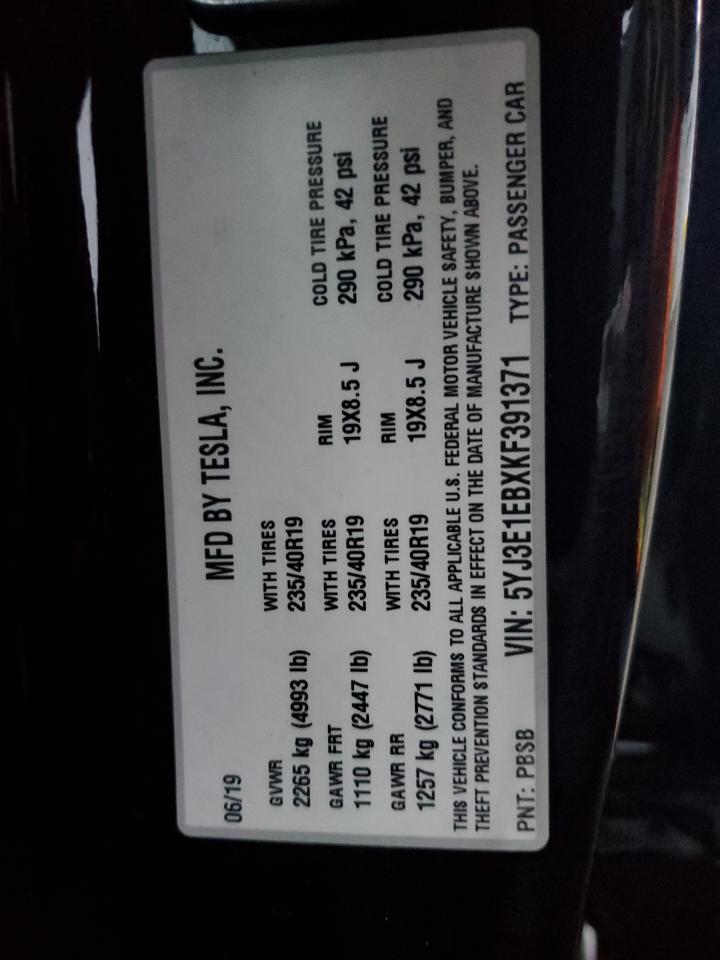 MFD BY TESLA, INC.
06/19
GVWR WITH TIRES
2265 kg (4993 lb) 235/40R19
GAWR FRT WITH TIRES RIM COLD TIRE PRESSURE
1110 kg (2447 lb) 235/40R19 19X8.5 J 290 kPa, 42 psi
GAWR RR WITH TIRES RIM COLD TIRE PRESSURE
1257 kg (2771 lb) 235/40R19 19X8.5 J 290 kPa, 42 psi
THIS VEHICLE CONFORMS TO ALL APPLICABLE U.S. FEDERAL MOTOR VEHICLE SAFETY, BUMPER, AND
THEFT PREVENTION STANDARDS IN EFFECT ON THE DATE OF MANUFACTURE SHOWN ABOVE.
PNT: PBSB VIN: 5YJ3E1EBXKF391371 TYPE: PASSENGER CAR